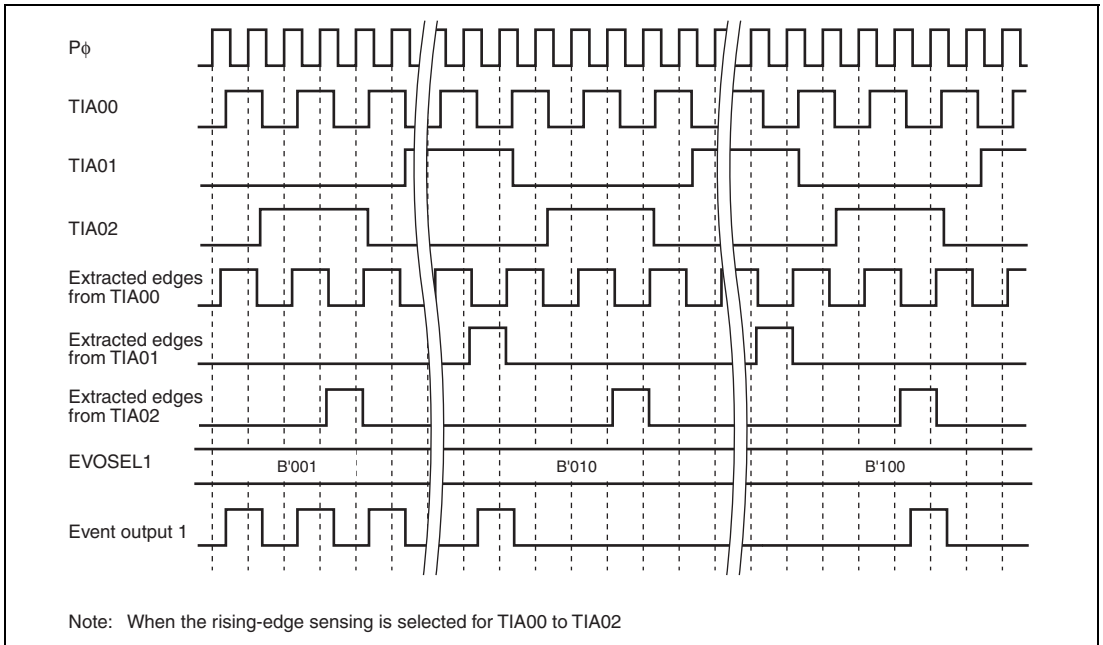 Pϕ
TIA00
TIA01
TIA02
Extracted edges
from TIA00
Extracted edges
from TIA01
Extracted edges
from TIA02
EVOSEL1
B'001
B'010
B'100
Event output 1
Note: When the rising-edge sensing is selected for TIA00 to TIA02